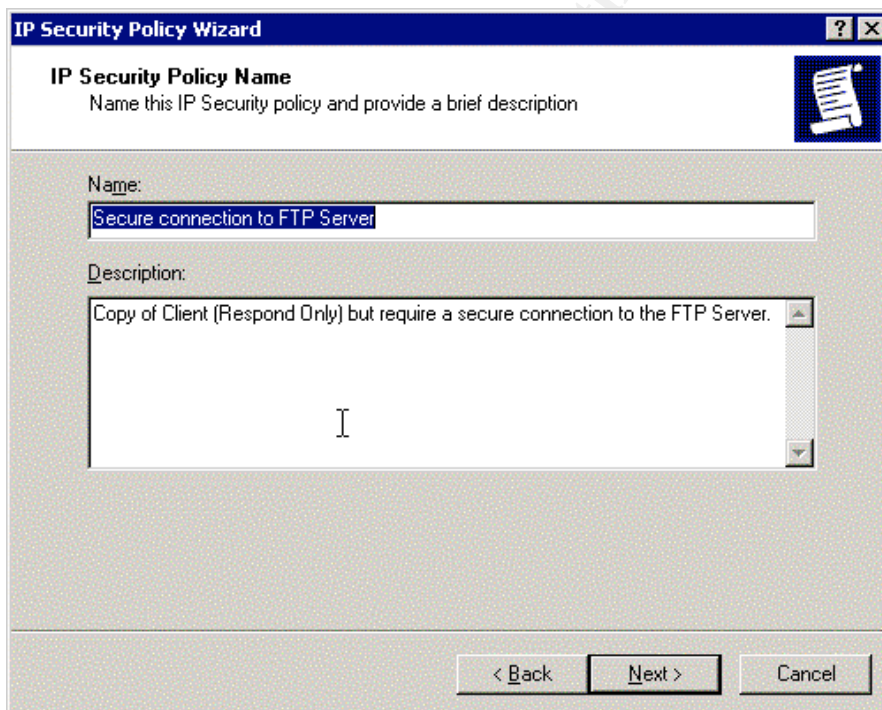 IP Security Policy Wizard
IP Security Policy Name
Name this IP Security policy and provide a brief description
Name:
Secure connection to FTP Server
Description:
Copy of Client (Respond Only) but require a secure connection to the FTP Server.
< Back
Next >
Cancel